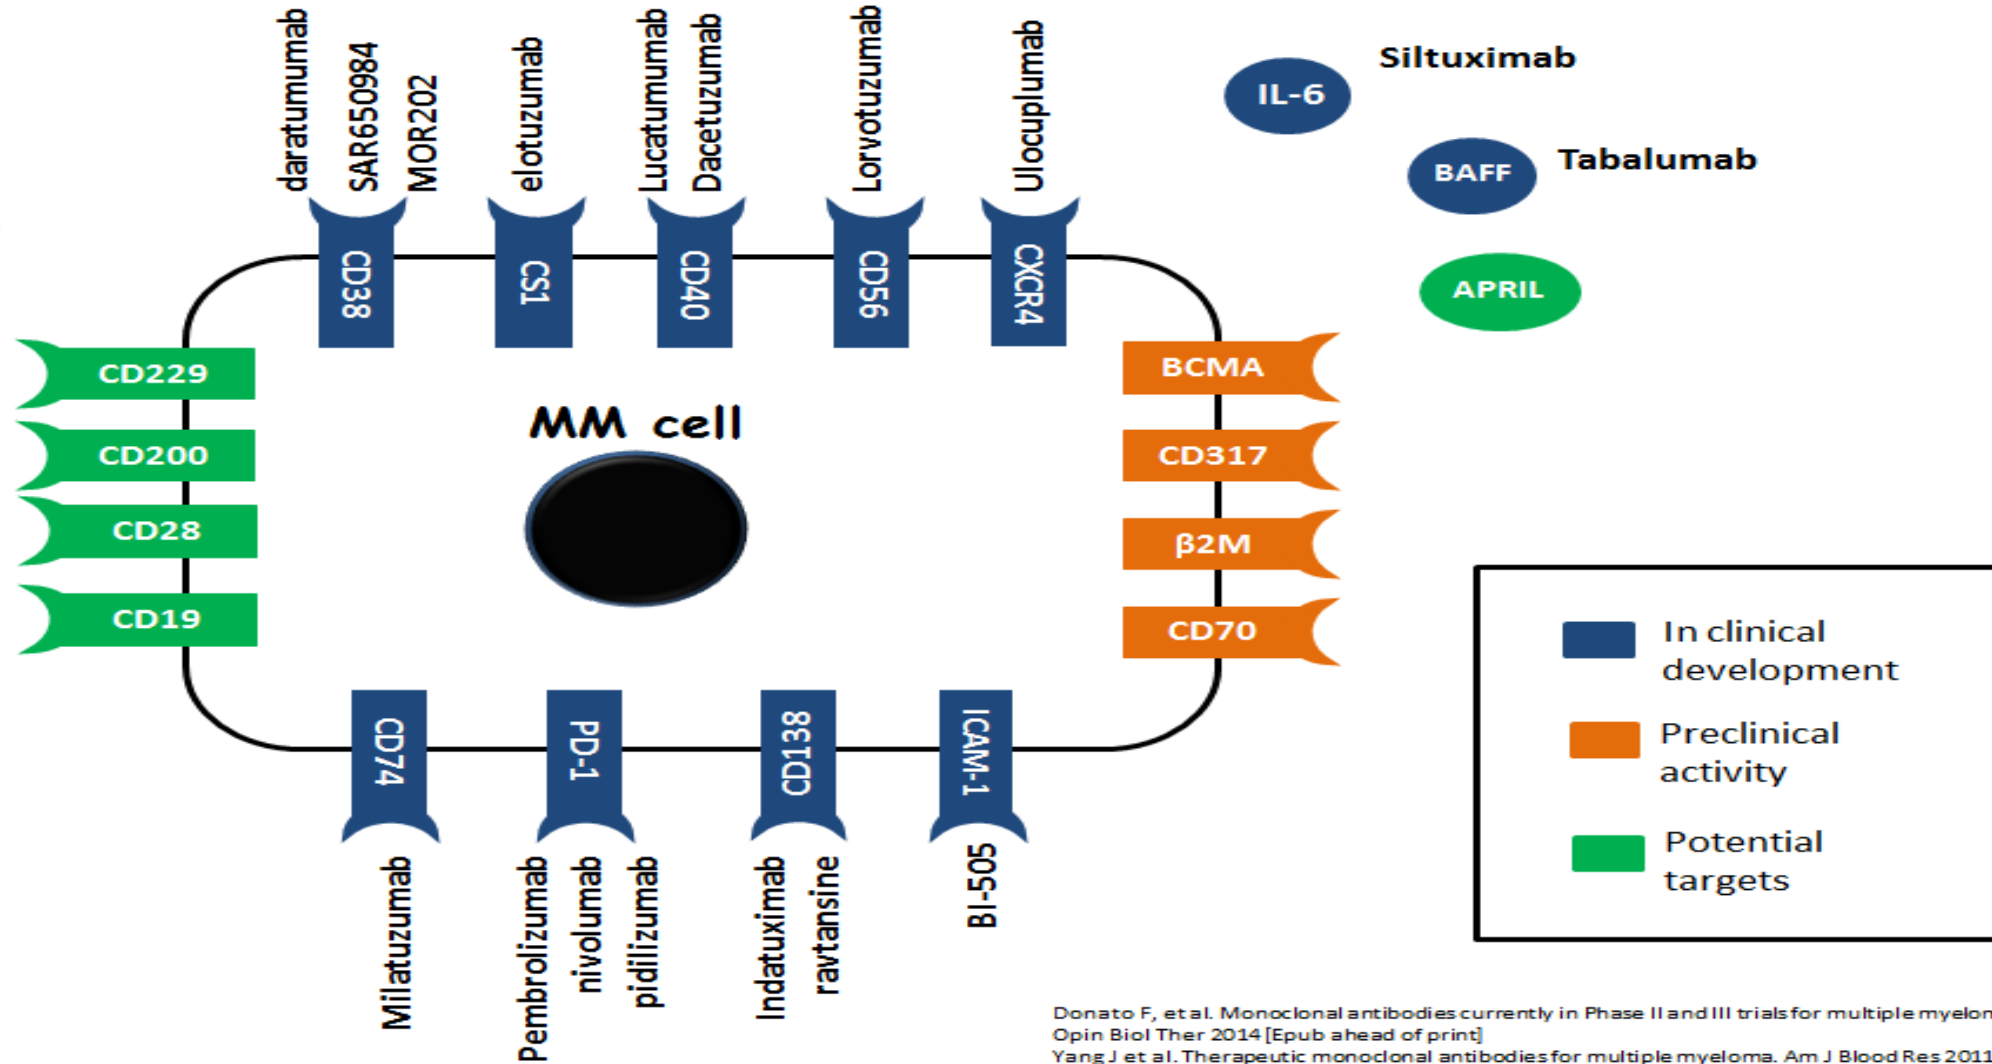 daratumumab
SAR650984
MOR202
elotuzumab
Lucatumumab
Dacetuzumab
Lorvotuzumab
Ulocuplumab
Siltuximab
IL-6
BAFF
Tabalumab
APRIL
CD38
CS1
CD40
CD56
CXCR4
CD229
CD200
CD28
CD19
MM cell
BCMA
CD317
β2M
CD70
CD74
PD-1
CD138
ICAM-1
Milatuzumab
Pembrolizumab
nivolumab
pidilizumab
Indatuximab
ravtansine
BI-505
In clinical
development
Preclinical
activity
Potential
targets
Donato F, et al. Monoclonal antibodies currently in Phase II and III trials for multiple myelom
Opin Biol Ther 2014 [Epub ahead of print]
Yang J et al. Therapeutic monoclonal antibodies for multiple myeloma. Am J Blood Res 2011